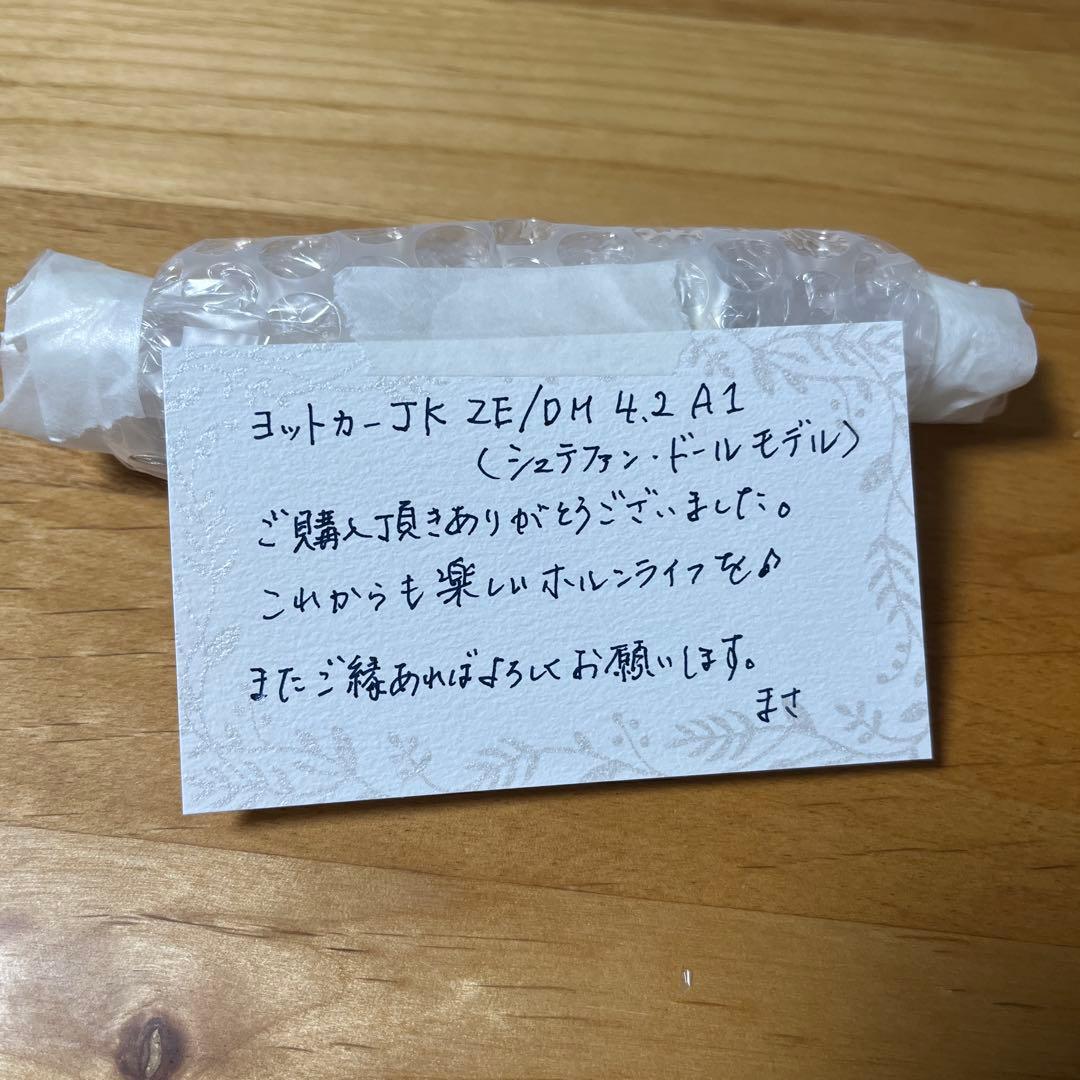 ヨットカー JK 2E/DH 4.2 A1
(シュテファン・ドールモデル)
ご購入頂きありがとうございました。
これからも楽しいホルンライフを♪
またご縁あればよろしくお願いします。
まさ